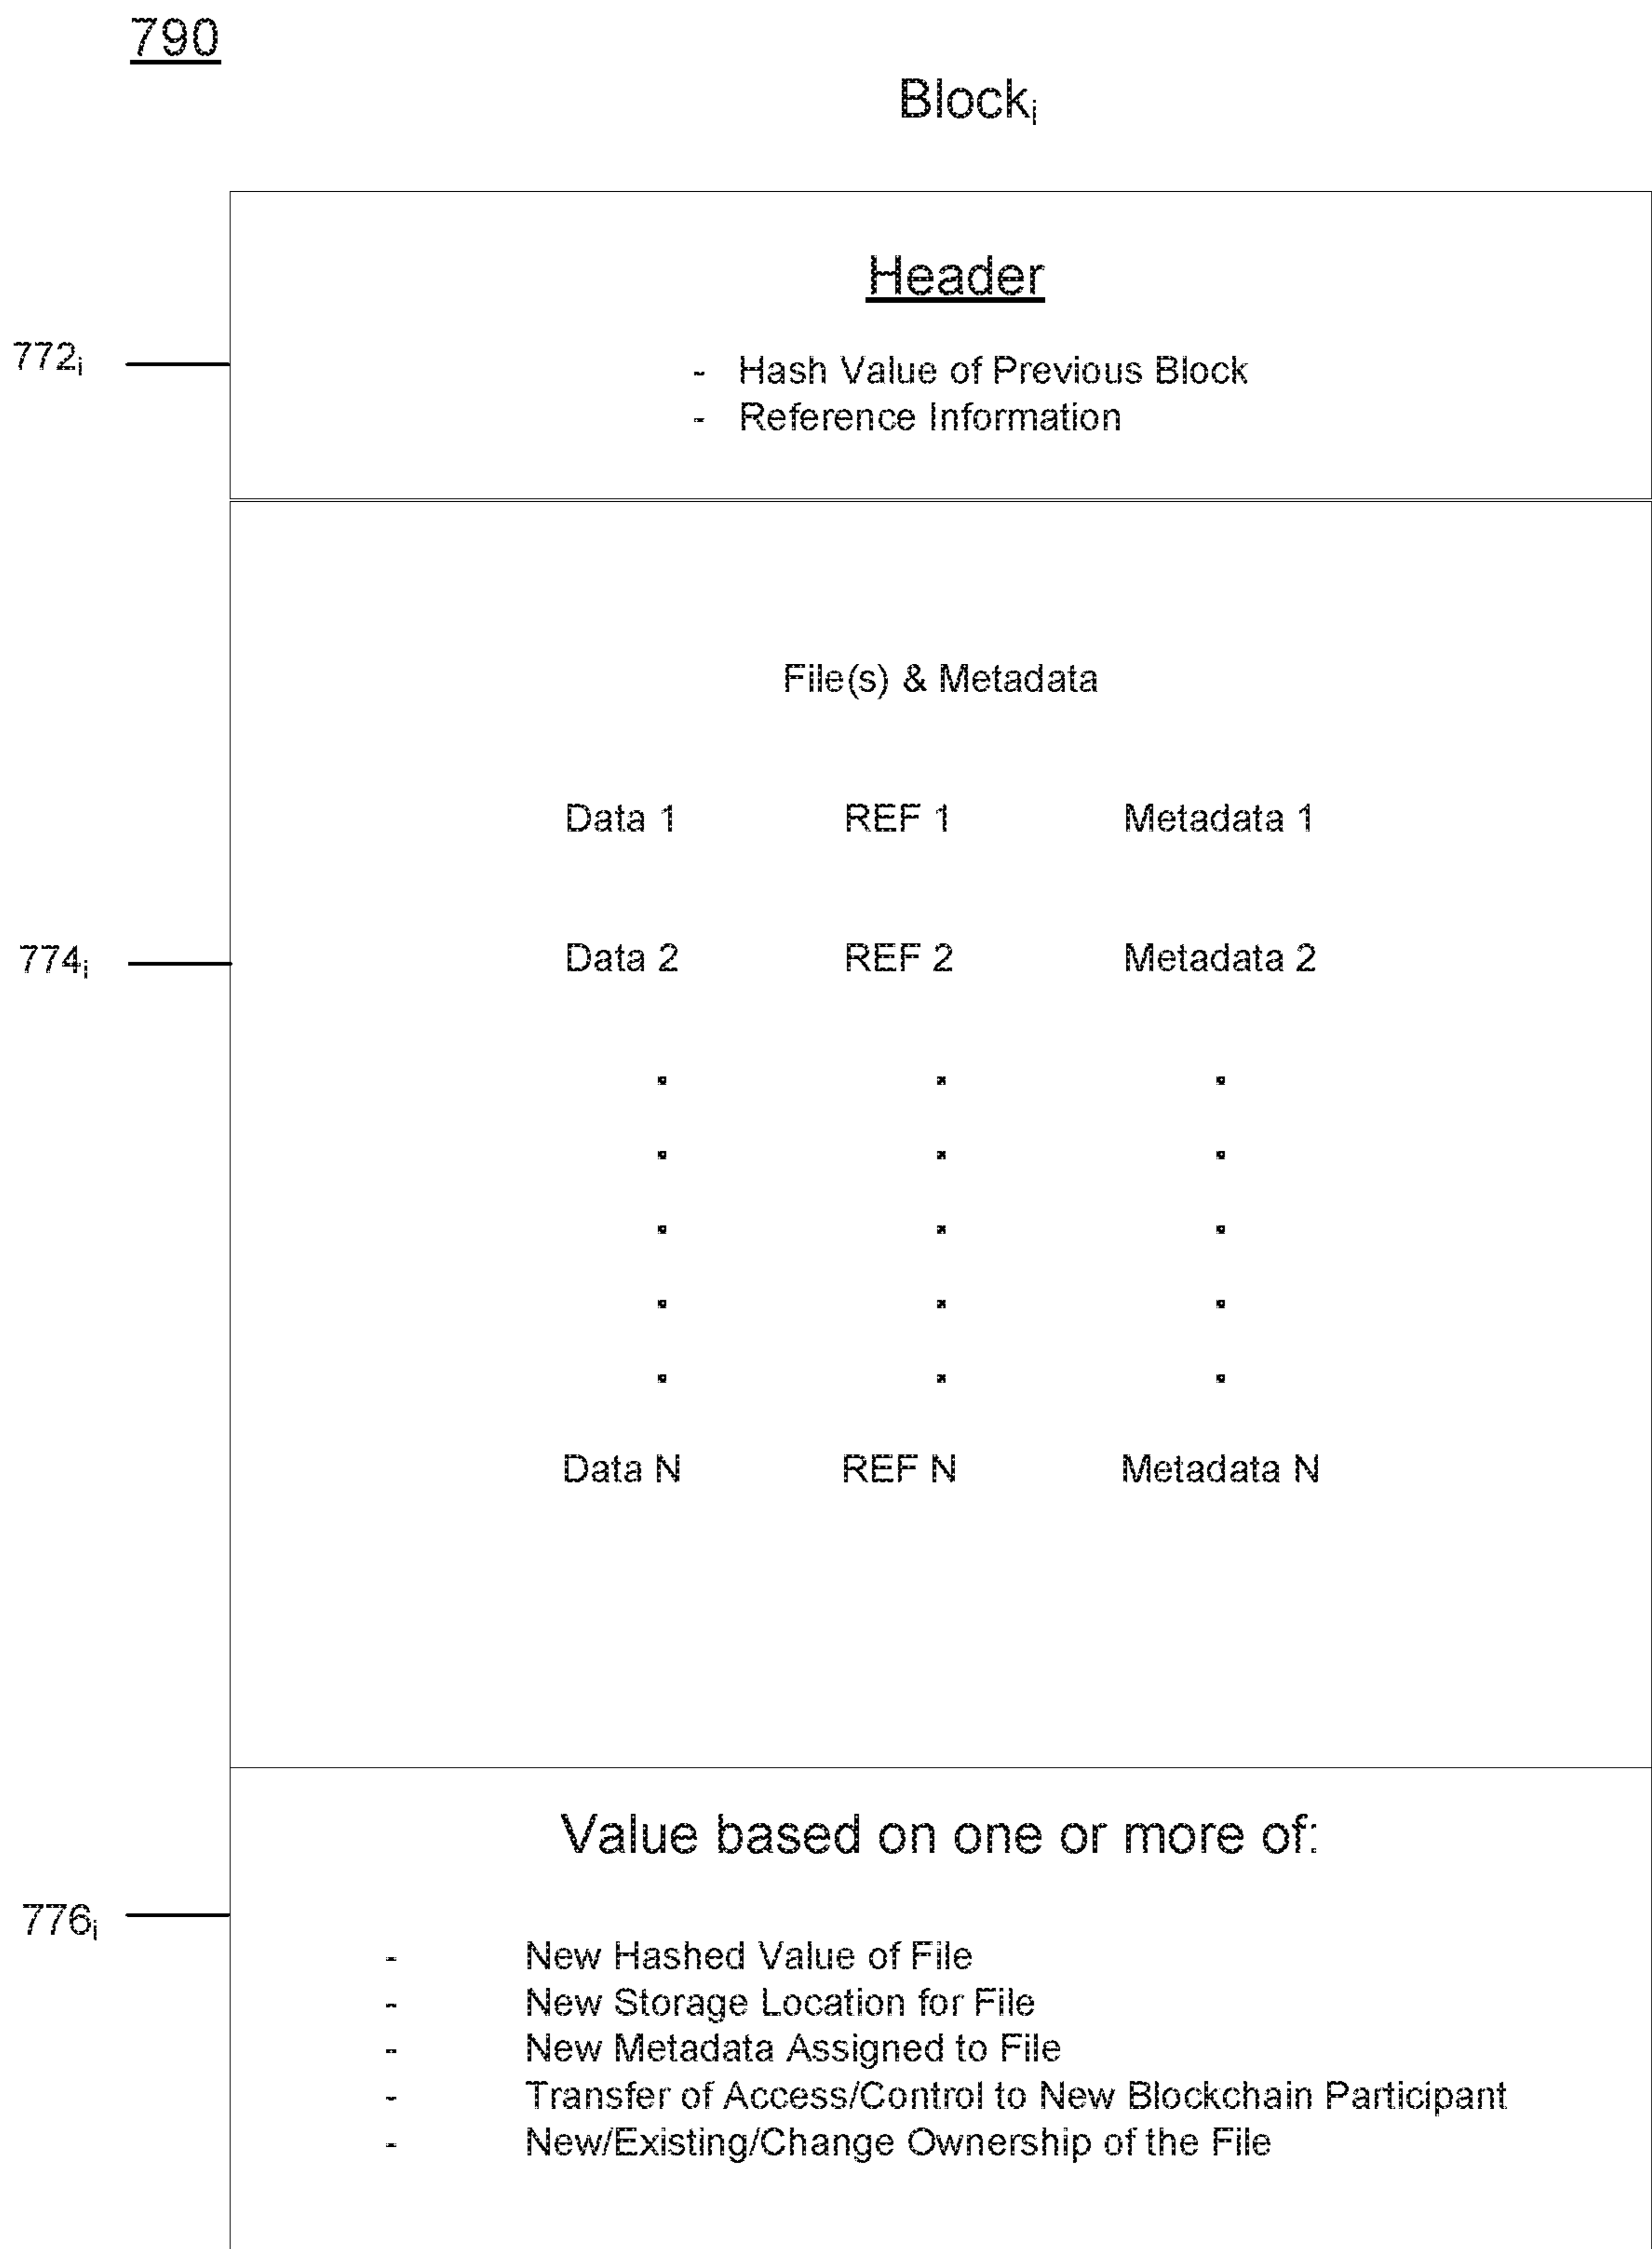 790
Blockᵢ
Header
772ᵢ
- Hash Value of Previous Block
- Reference Information
File(s) & Metadata
Data 1 REF 1 Metadata 1
774ᵢ
Data 2 REF 2 Metadata 2
. . .
. . .
. . .
. . .
. . .
Data N REF N Metadata N
Value based on one or more of:
776ᵢ
- New Hashed Value of File
- New Storage Location for File
- New Metadata Assigned to File
- Transfer of Access/Control to New Blockchain Participant
- New/Existing/Change Ownership of the File